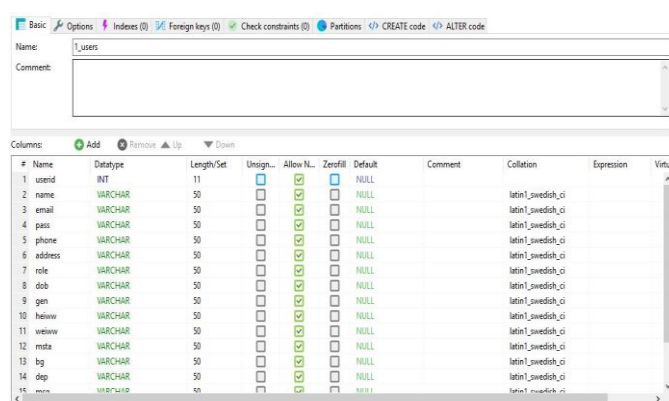 Basic Options Indexes (0) Foreign keys (0) Check constraints (0) Partitions </> CREATE code </> ALTER code
Name: 1_users
Comment:
Columns: Add Remove Up Down
# Name Datatype Length/Set Unsign... Allow N... Zerofill Default Comment Collation Expression Virtu
1 userid INT 11 NULL
2 name VARCHAR 50 NULL latin1_swedish_ci
3 email VARCHAR 50 NULL latin1_swedish_ci
4 pass VARCHAR 50 NULL latin1_swedish_ci
5 phone VARCHAR 50 NULL latin1_swedish_ci
6 address VARCHAR 50 NULL latin1_swedish_ci
7 role VARCHAR 50 NULL latin1_swedish_ci
8 dob VARCHAR 50 NULL latin1_swedish_ci
9 gen VARCHAR 50 NULL latin1_swedish_ci
10 heiww VARCHAR 50 NULL latin1_swedish_ci
11 weiww VARCHAR 50 NULL latin1_swedish_ci
12 msta VARCHAR 50 NULL latin1_swedish_ci
13 bg VARCHAR 50 NULL latin1_swedish_ci
14 dep VARCHAR 50 NULL latin1_swedish_ci
15 VARCHAR 50 NULL latin1_swedish_ci